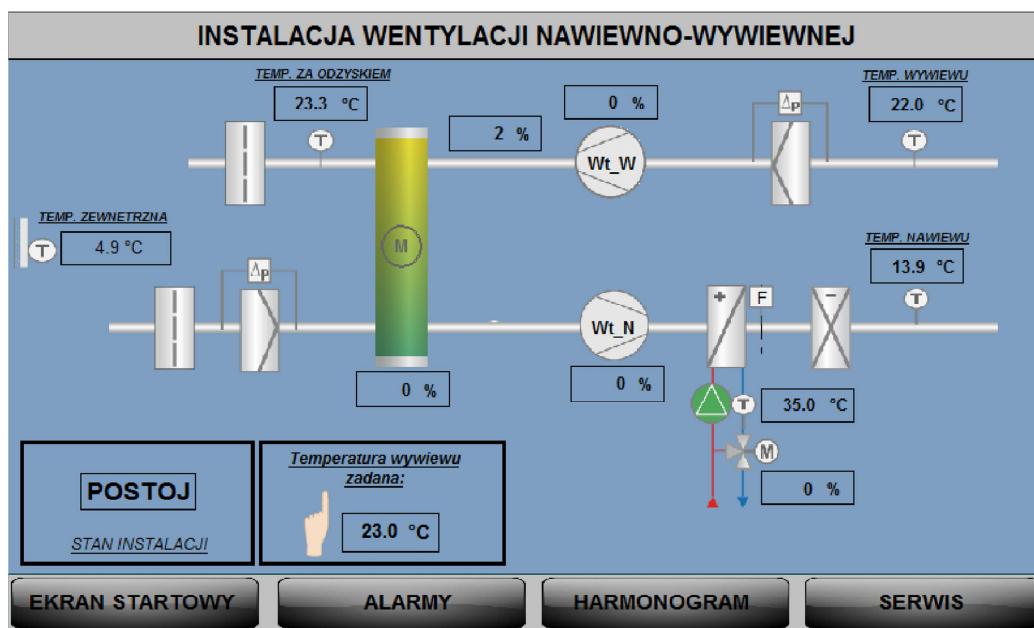 INSTALACJA WENTYLACJI NAWIEWNO-WYWIEWNEJ
TEMP. ZA ODZYSKIEM
23.3 °C
T
2 %
0 %
Wt_W
Δp
TEMP. WYWIEWU
22.0 °C
T
TEMP. ZEWNETRZNA
T
4.9 °C
M
Δp
0 %
Wt_N
0 %
+
F
-
TEMP. NAWIEWU
13.9 °C
T
T
35.0 °C
M
0 %
POSTOJ
STAN INSTALACJI
Temperatura wywiewu
zadana:
23.0 °C
EKRAN STARTOWY
ALARMY
HARMONOGRAM
SERWIS